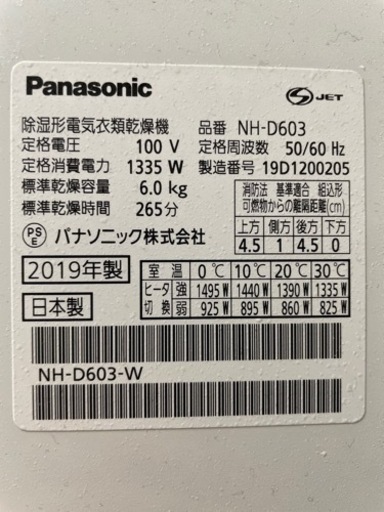 Panasonic
S JET
除湿形電気衣類乾燥機 品番 NH-D603
定格電圧 100 V 定格周波数 50/60 Hz
定格消費電力 1335 W 製造番号 19D1200205
標準乾燥容量 6.0 kg
標準乾燥時間 265分
消防法 基準適合 組込形
可燃物からの離隔距離(cm)
上方 側方 後方 下方
4.5 1 4.5 0
PS E パナソニック株式会社
2019年製
日本製
室温 0℃ 10℃ 20℃ 30℃
ヒータ切換 強 1495 W 1440 W 1390 W 1335 W
弱 925 W 895 W 860 W 825 W
NH-D603-W